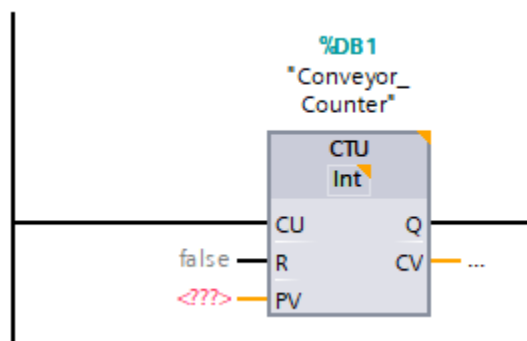 %DB1
"Conveyor_
Counter"
CTU
Int
CU Q
false R CV ...
<???> PV